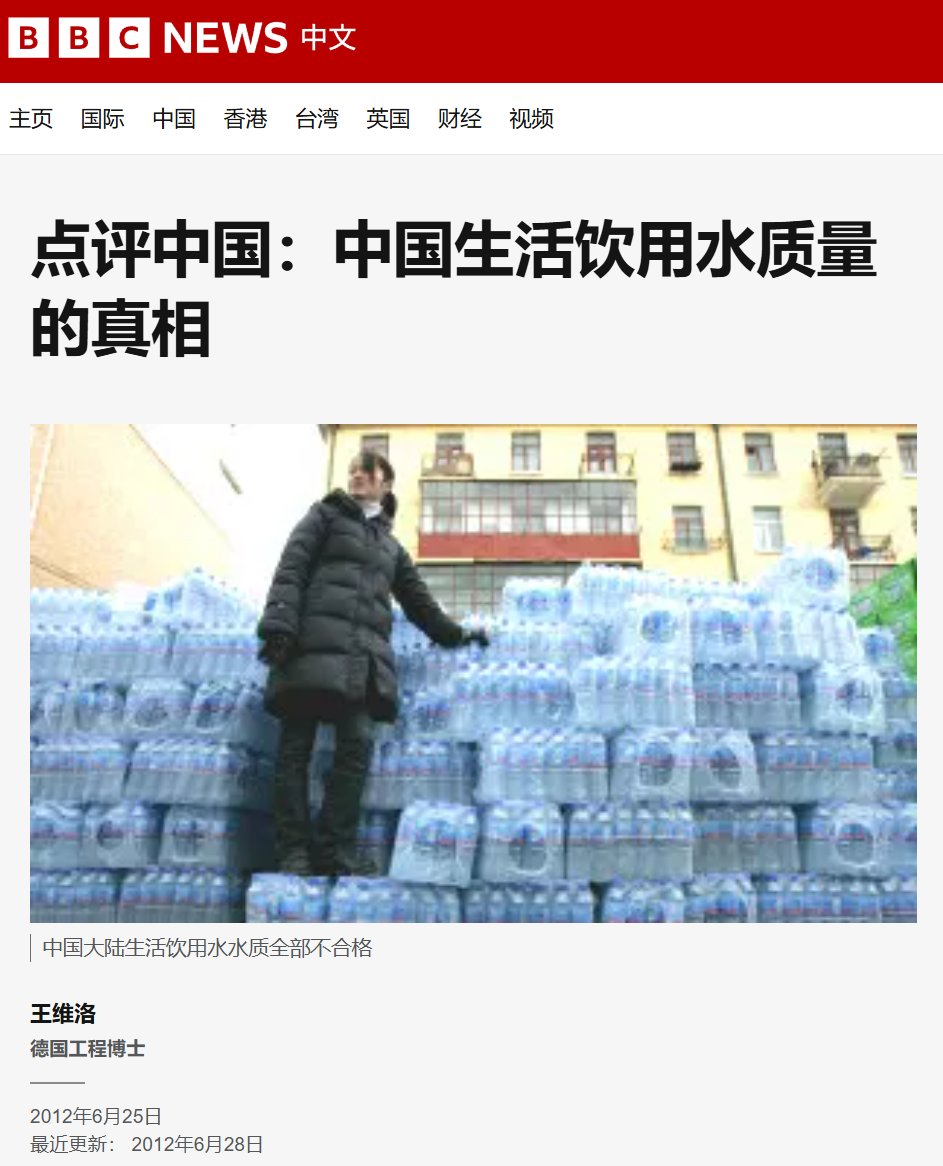 BBC NEWS 中文
主页 国际 中国 香港 台湾 英国 财经 视频
点评中国：中国生活饮用水质量
的真相
中国大陆生活饮用水水质全部不合格
王维洛
德国工程博士
2012年6月25日
最近更新： 2012年6月28日